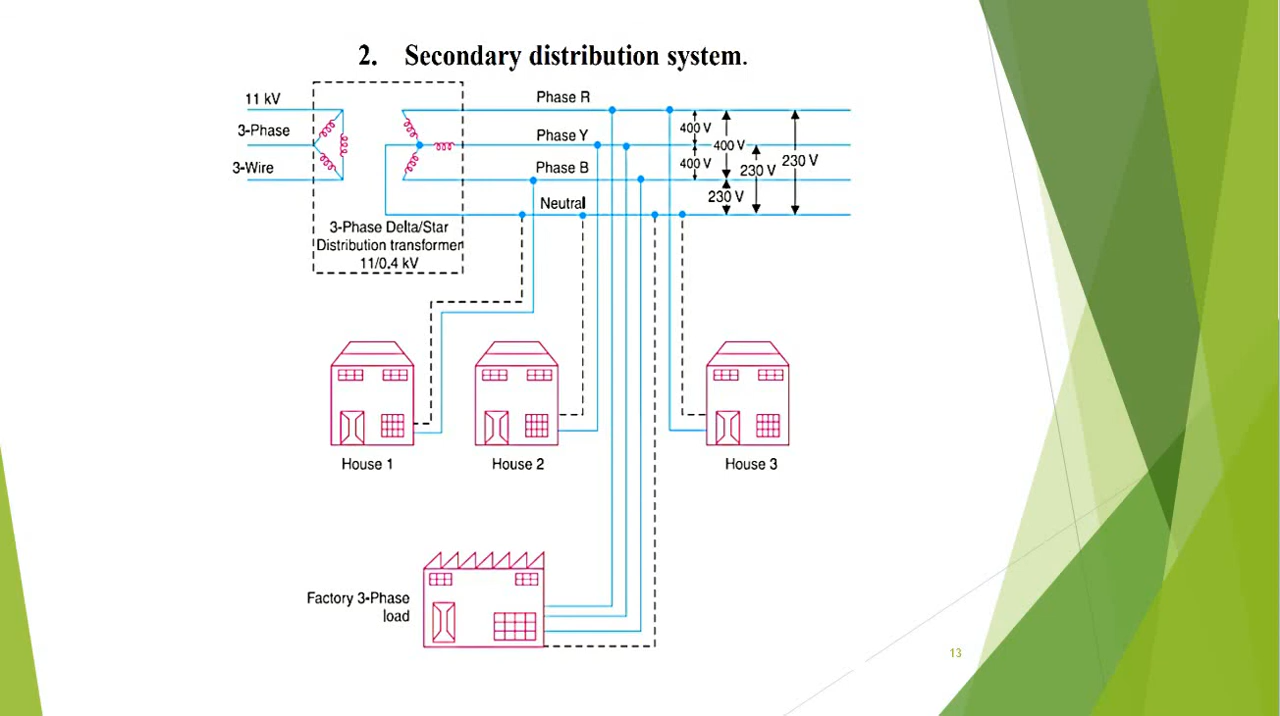 2. Secondary distribution system.
11 kV
3-Phase
3-Wire
Phase R
Phase Y
Phase B
Neutral
400 V
400 V
400 V
230 V
230 V
230 V
3-Phase Delta/Star
Distribution transformer
11/0.4 kV
House 1
House 2
House 3
Factory 3-Phase
load
13